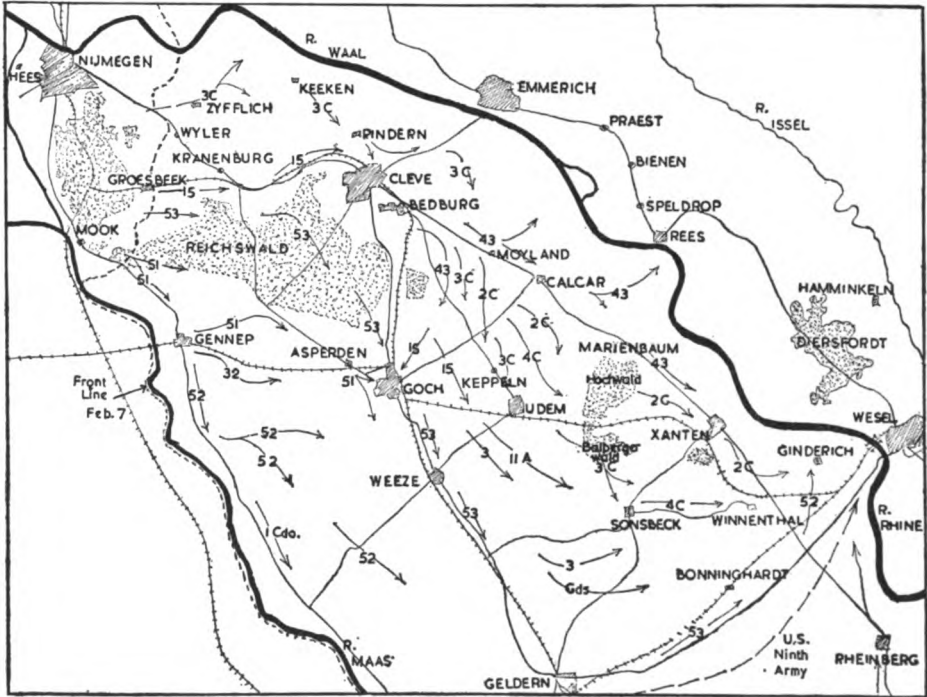 R.
WAAL
NIJMEGEN
HEES
3C
ZYFFLICH
KEEKEN
3C
EMMERICH
R.
ISSEL
PRAEST
WYLER
RINDERN
KRANENBURG
15
BIENEN
GROESBEEK
15
CLEVE
3C
BEDBURG
SPELDROP
53
53
REES
MOOK
REICHSWALD
43
MOYLAND
51
51
43
3C
2C
CALCAR
43
HAMMINKELN
53
51
2C
DIERSFORDT
GENNEP
ASPERDEN
15
4C
MARIENBAUM
32
51
GOCH
15
3C
KEPPELN
43
Hochwald
Front
Line
Feb. 7
52
UDEM
2C
WESEL
52
52
53
3
11A
Balberger
wald
3C
XANTEN
2C
GINDERICH
WEEZE
52
4C
SONSBECK
WINNENTHAL
R.
RHINE
1 Cdo.
53
52
3
Gds
BONNINGHARDT
53
R.
MAAS
U.S.
Ninth
Army
RHEINBERG
GELDERN